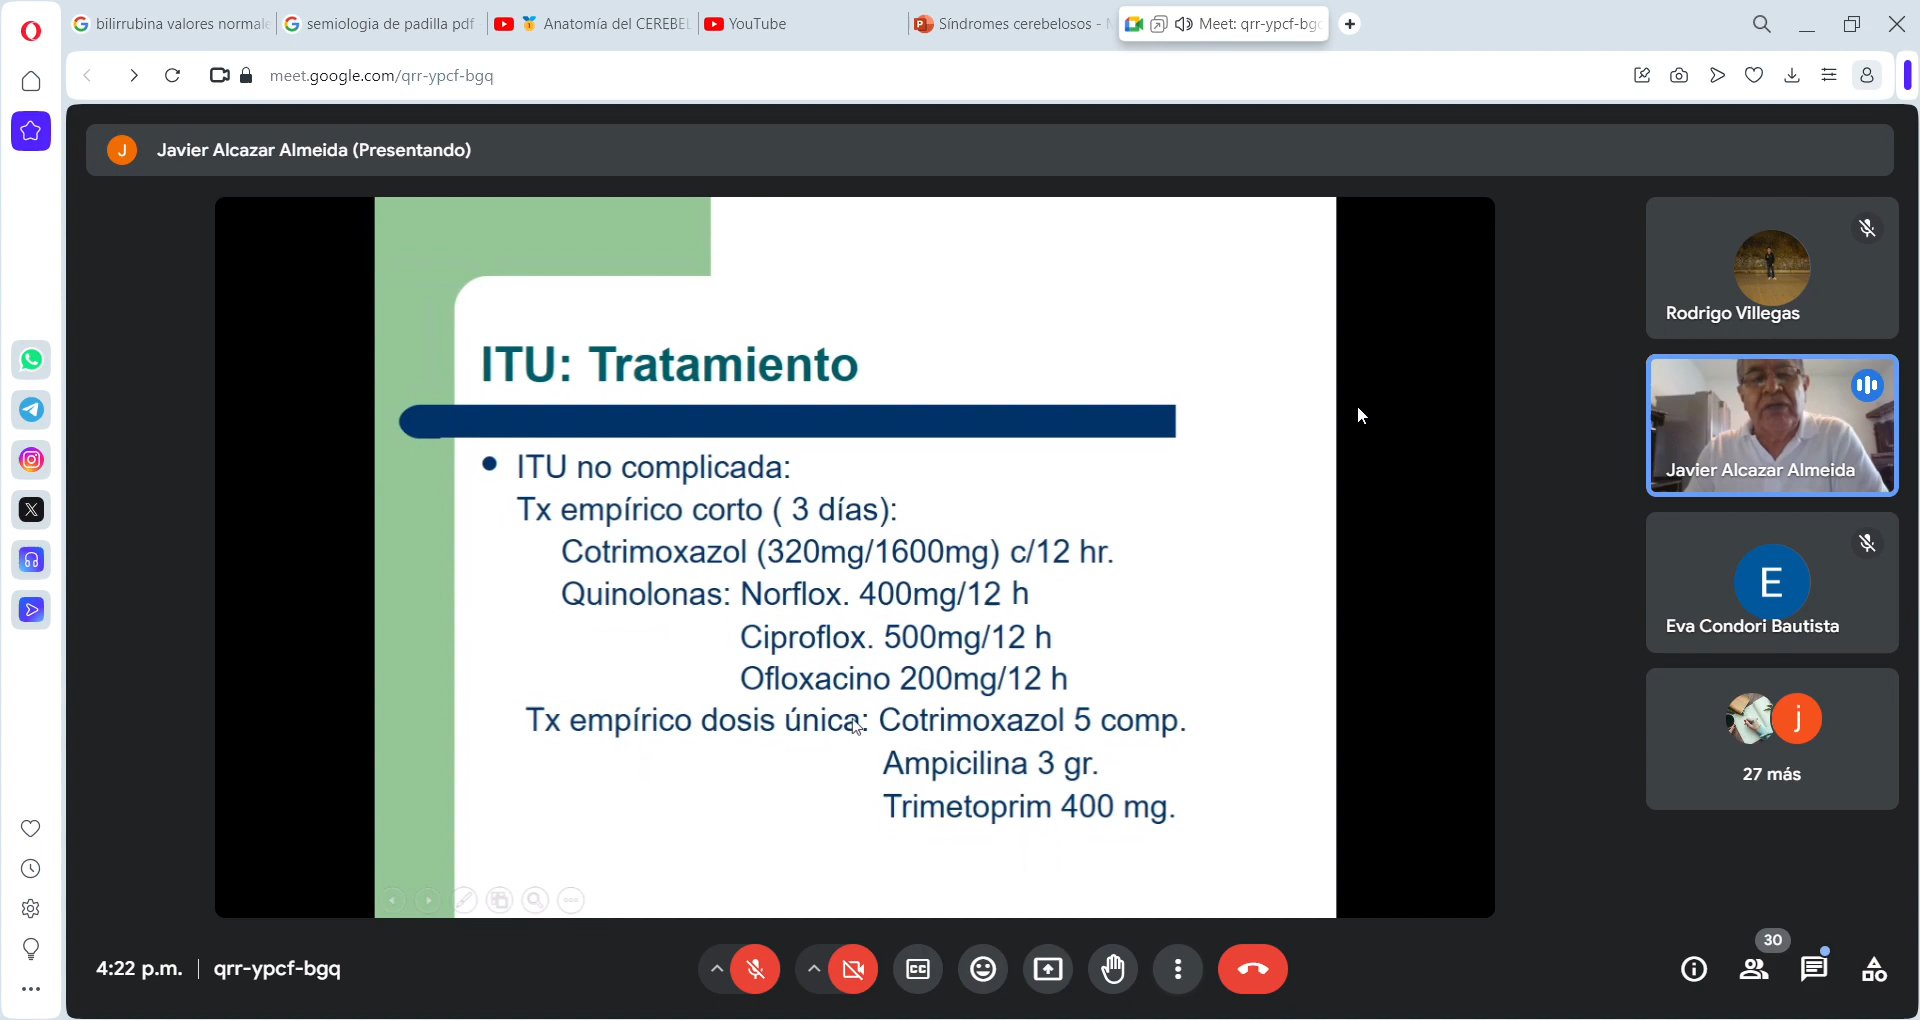 bilirrubina valores normale
semiologia de padilla pdf
Anatomía del CEREBEL
YouTube
Síndromes cerebelosos -
Meet: qrr-ypcf-bgq
meet.google.com/qrr-ypcf-bgq
J
Javier Alcazar Almeida (Presentando)
ITU: Tratamiento
ITU no complicada:
Tx empírico corto ( 3 días):
Cotrimoxazol (320mg/1600mg) c/12 hr.
Quinolonas: Norflox. 400mg/12 h
Ciproflox. 500mg/12 h
Ofloxacino 200mg/12 h
Tx empírico dosis única: Cotrimoxazol 5 comp.
Ampicilina 3 gr.
Trimetoprim 400 mg.
Rodrigo Villegas
Javier Alcazar Almeida
E
Eva Condori Bautista
j
27 más
4:22 p.m. | qrr-ypcf-bgq
CC
30